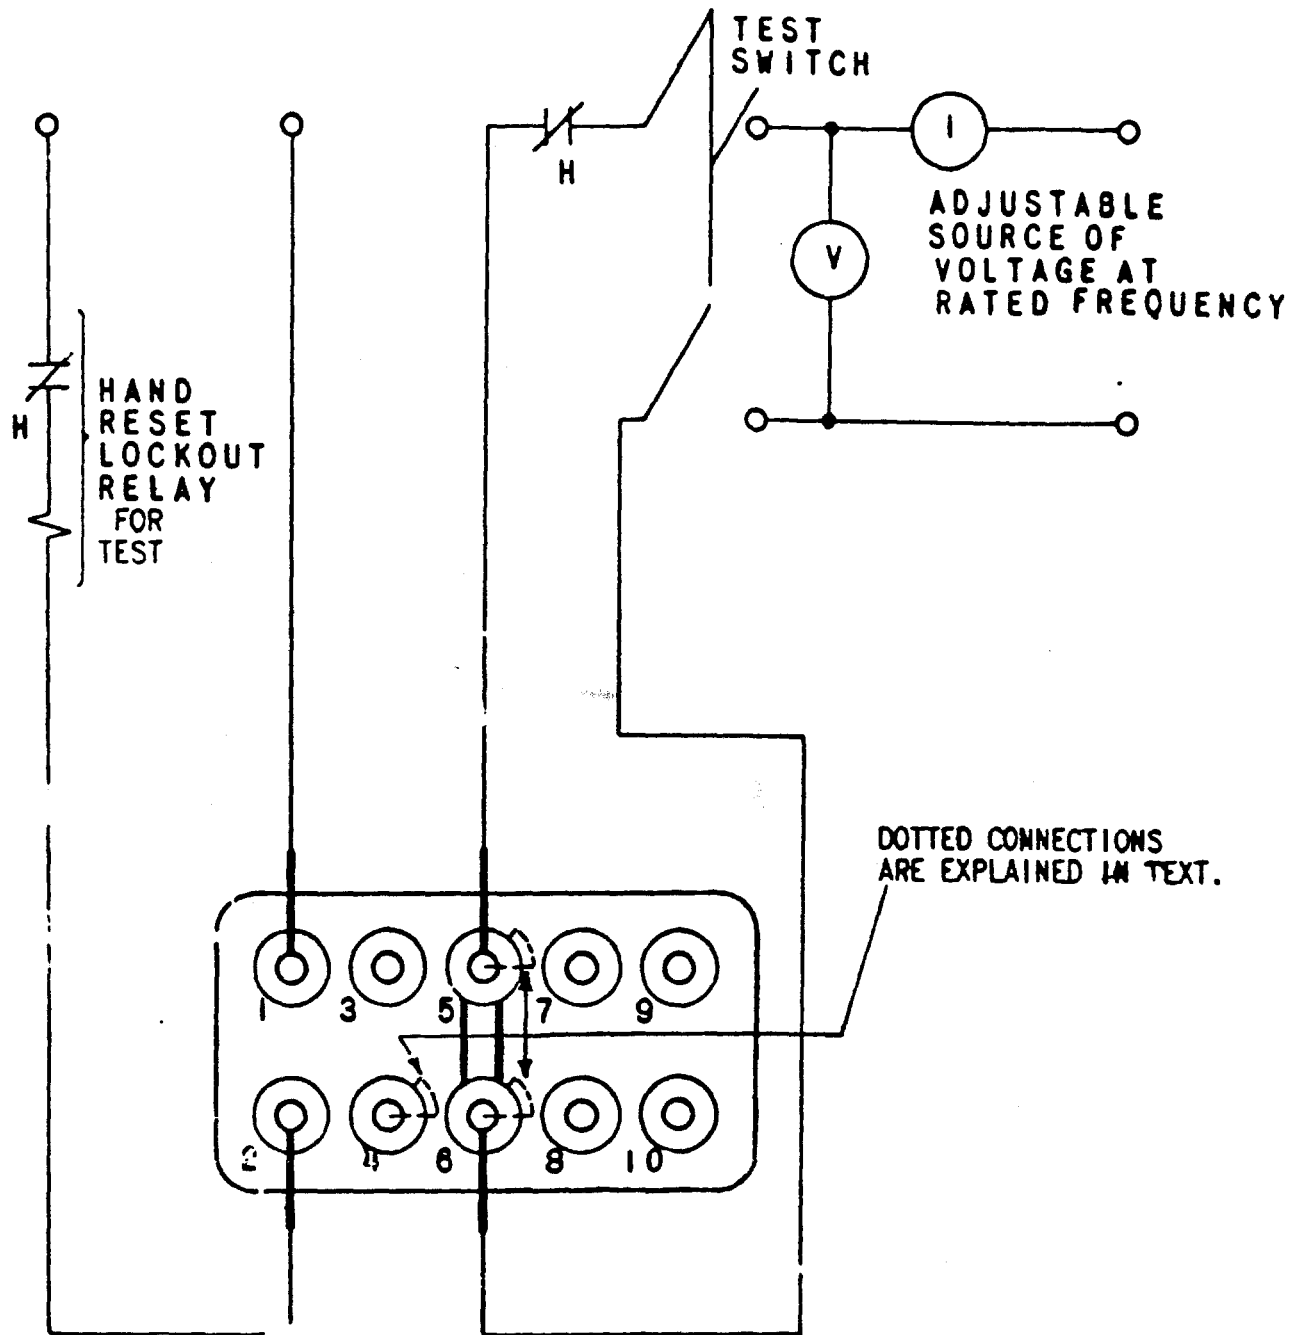 TEST
SWITCH
H
I
V
ADJUSTABLE
SOURCE OF
VOLTAGE AT
RATED FREQUENCY
H
HAND
RESET
LOCKOUT
RELAY
FOR
TEST
DOTTED CONNECTIONS
ARE EXPLAINED IN TEXT.
1 3 5 7 9
2 4 6 8 10